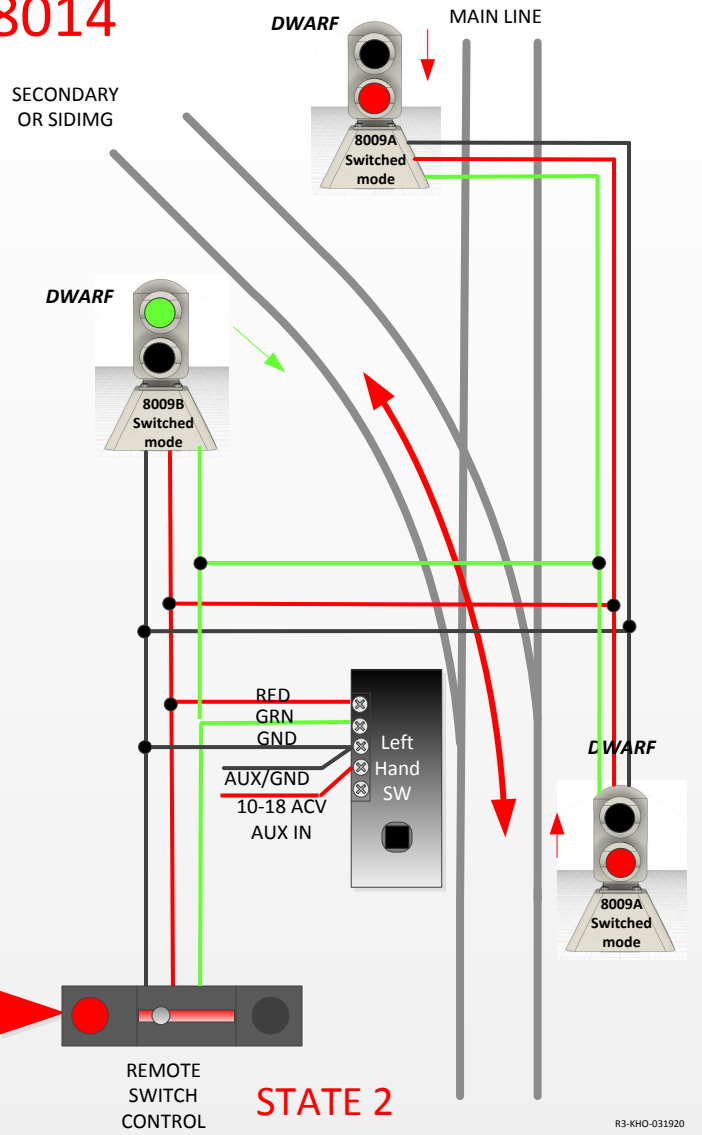 8014
DWARF
MAIN LINE
SECONDARY
OR SIDIMG
8009A
Switched
mode
DWARF
8009B
Switched
mode
RED
GRN
GND
AUX/GND
10-18 ACV
AUX IN
Left
Hand
SW
DWARF
8009A
Switched
mode
REMOTE
SWITCH
CONTROL
STATE 2
R3-KHO-031920